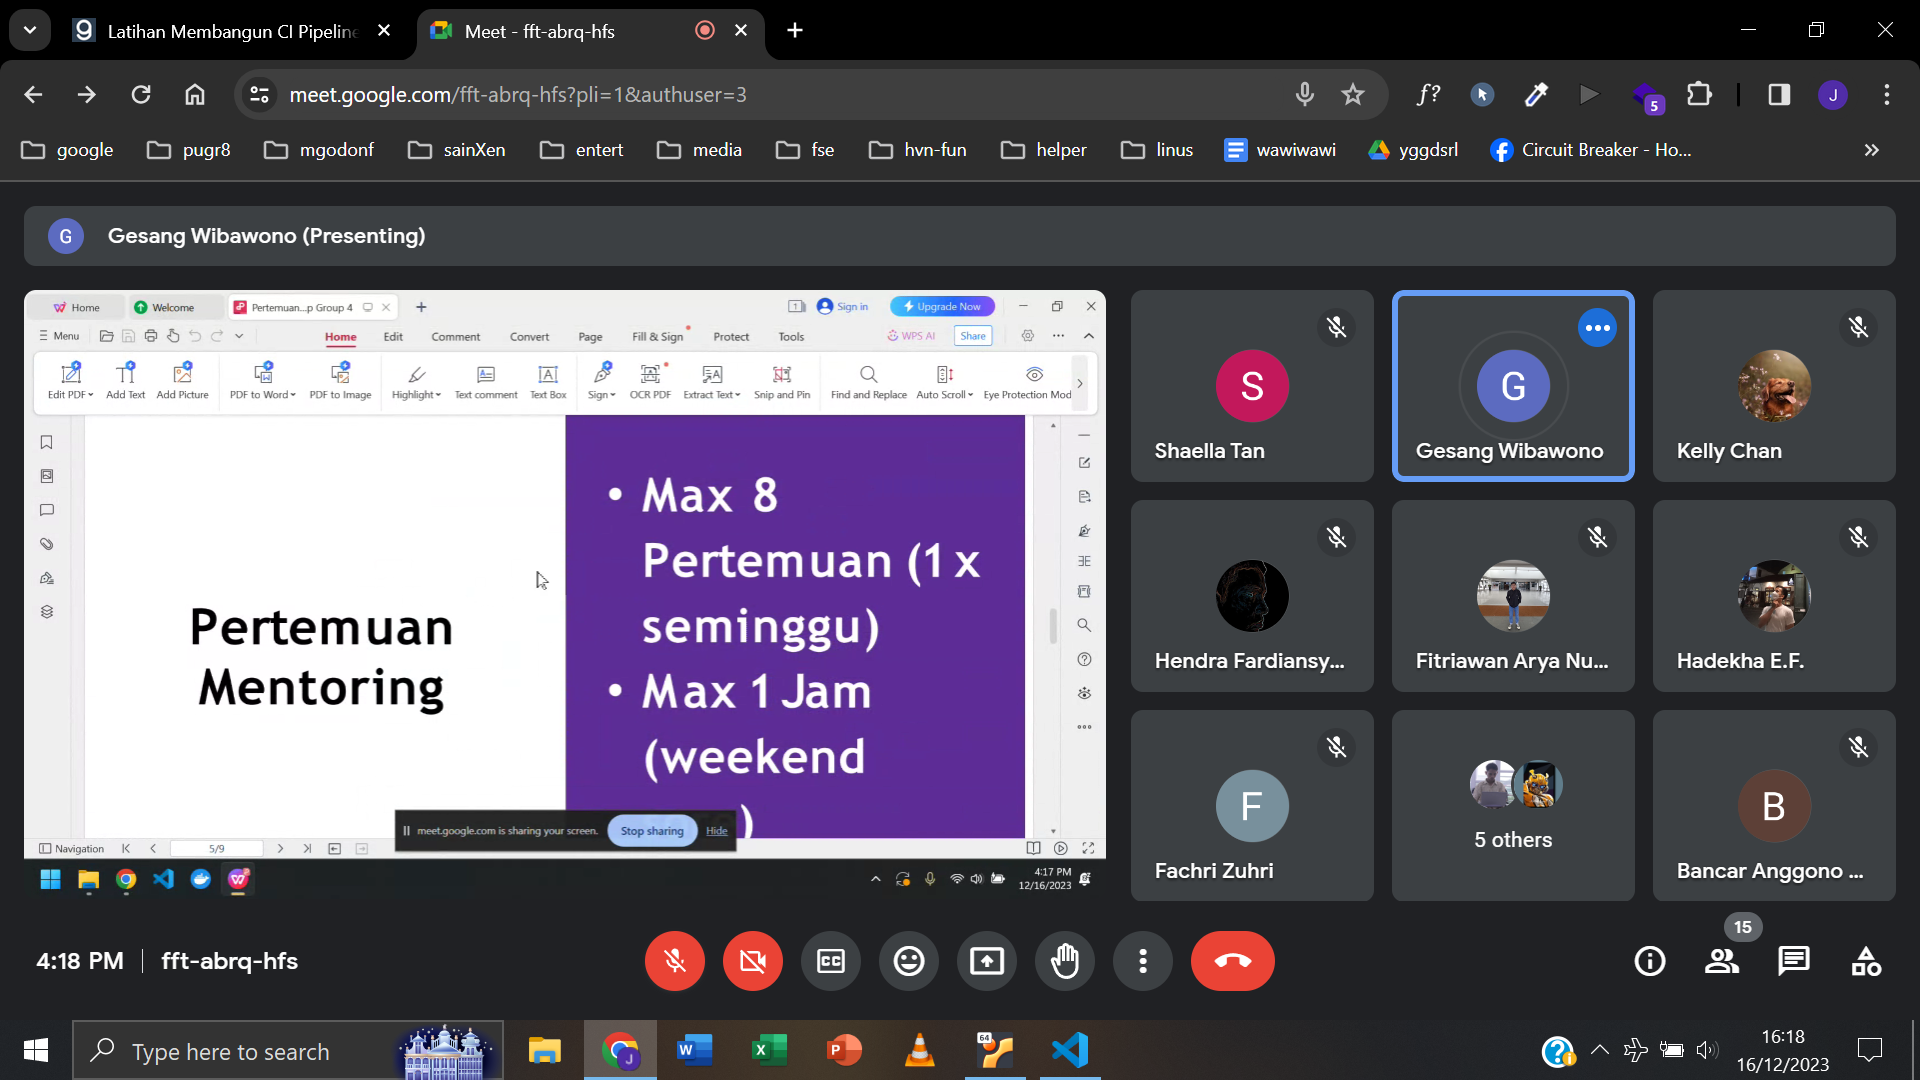 Latihan Membangun CI Pipeline
Meet - fft-abrq-hfs
meet.google.com/fft-abrq-hfs?pli=1&authuser=3
f?
5
J
google
pugr8
mgodonf
sainXen
entert
media
fse
hvn-fun
helper
linus
wawiwawi
yggdsrl
Circuit Breaker - Ho...
G
Gesang Wibawono (Presenting)
Home
Welcome
Pertemuan...p Group 4
1
Sign in
Upgrade Now
Menu
Home
Edit
Comment
Convert
Page
Fill & Sign
Protect
Tools
WPS AI
Share
Edit PDF
Add Text
Add Picture
PDF to Word
PDF to Image
Highlight
Text comment
Text Box
Sign
OCR PDF
Extract Text
Snip and Pin
Find and Replace
Auto Scroll
Eye Protection Mod
Pertemuan
Mentoring
• Max 8
Pertemuan (1 x
seminggu)
• Max 1 Jam
(weekend
)
meet.google.com is sharing your screen.
Stop sharing
Hide
Navigation
5/9
4:17 PM
12/16/2023
S
Shaella Tan
G
Gesang Wibawono
Kelly Chan
Hendra Fardiansy...
Fitriawan Arya Nu...
Hadekha E.F.
F
Fachri Zuhri
5 others
B
Bancar Anggono ...
4:18 PM
fft-abrq-hfs
CC
15
Type here to search
J
W
X
P
64
16:18
16/12/2023